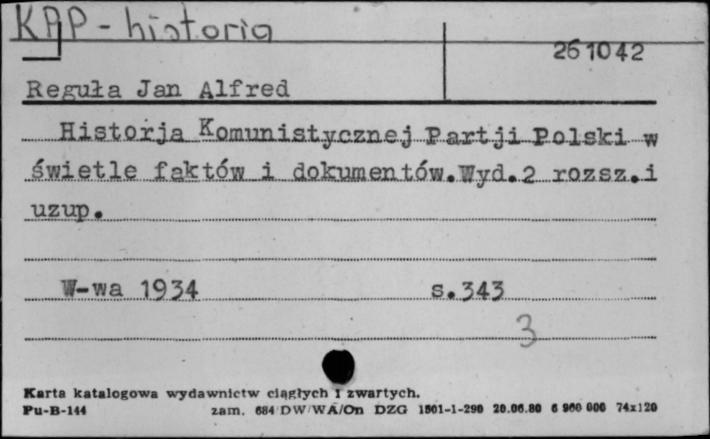 KPP - historia
261042
Reguła Jan Alfred
Historja Komunistycznej Partji Polski w
świetle faktów i dokumentów.Wyd.2 rozsz.i
uzup.
W-wa 1934 s.343
3
Karta katalogowa wydawnictw ciągłych i zwartych.
Pu-B-144 zam. 684/DW/WA/On DZG 1501-1-290 20.06.80 6 960 000 74x120